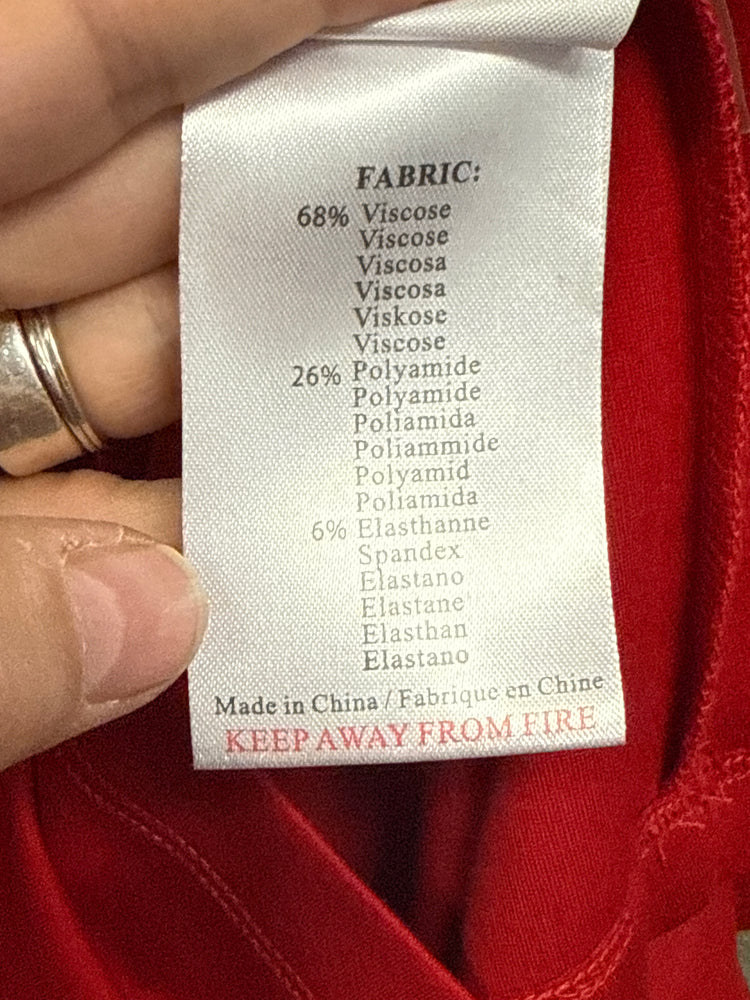 FABRIC:
68% Viscose
Viscose
Viscosa
Viscosa
Viskose
Viscose
26% Polyamide
Polyamide
Poliamida
Poliammide
Polyamid
Poliamida
6% Elasthanne
Spandex
Elastano
Elastane
Elasthan
Elastano
Made in China / Fabrique en Chine
KEEP AWAY FROM FIRE